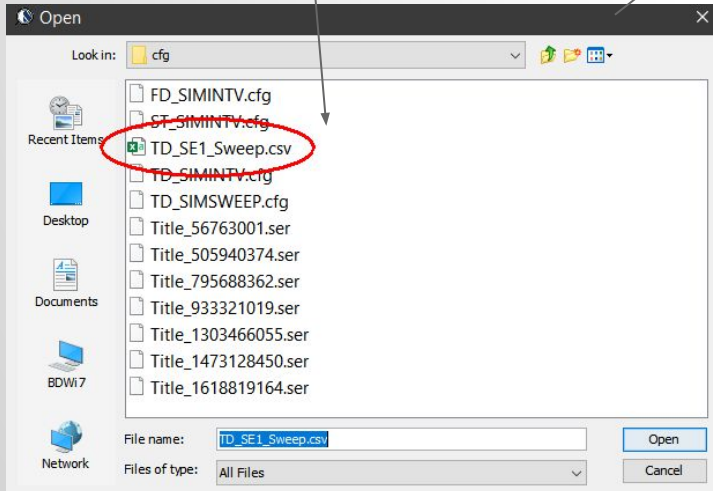 Open
Look in:
cfg
Recent Items
Desktop
Documents
BDWi7
Network
FD_SIMINTV.cfg
ST_SIMINTV.cfg
TD_SE1_Sweep.csv
TD_SIMINTV.cfg
TD_SIMSWEEP.cfg
Title_56763001.ser
Title_505940374.ser
Title_795688362.ser
Title_933321019.ser
Title_1303466055.ser
Title_1473128450.ser
Title_1618819164.ser
File name: TD_SE1_Sweep.csv Open
Files of type: All Files Cancel